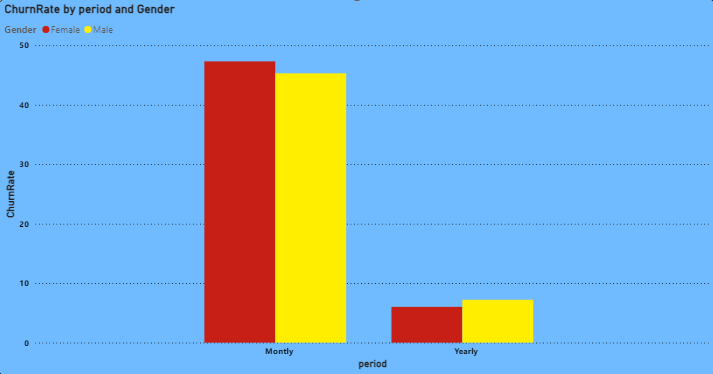 ChurnRate by period and Gender
Gender Female Male
50
40
30
20
10
0
ChurnRate
Montly Yearly
period